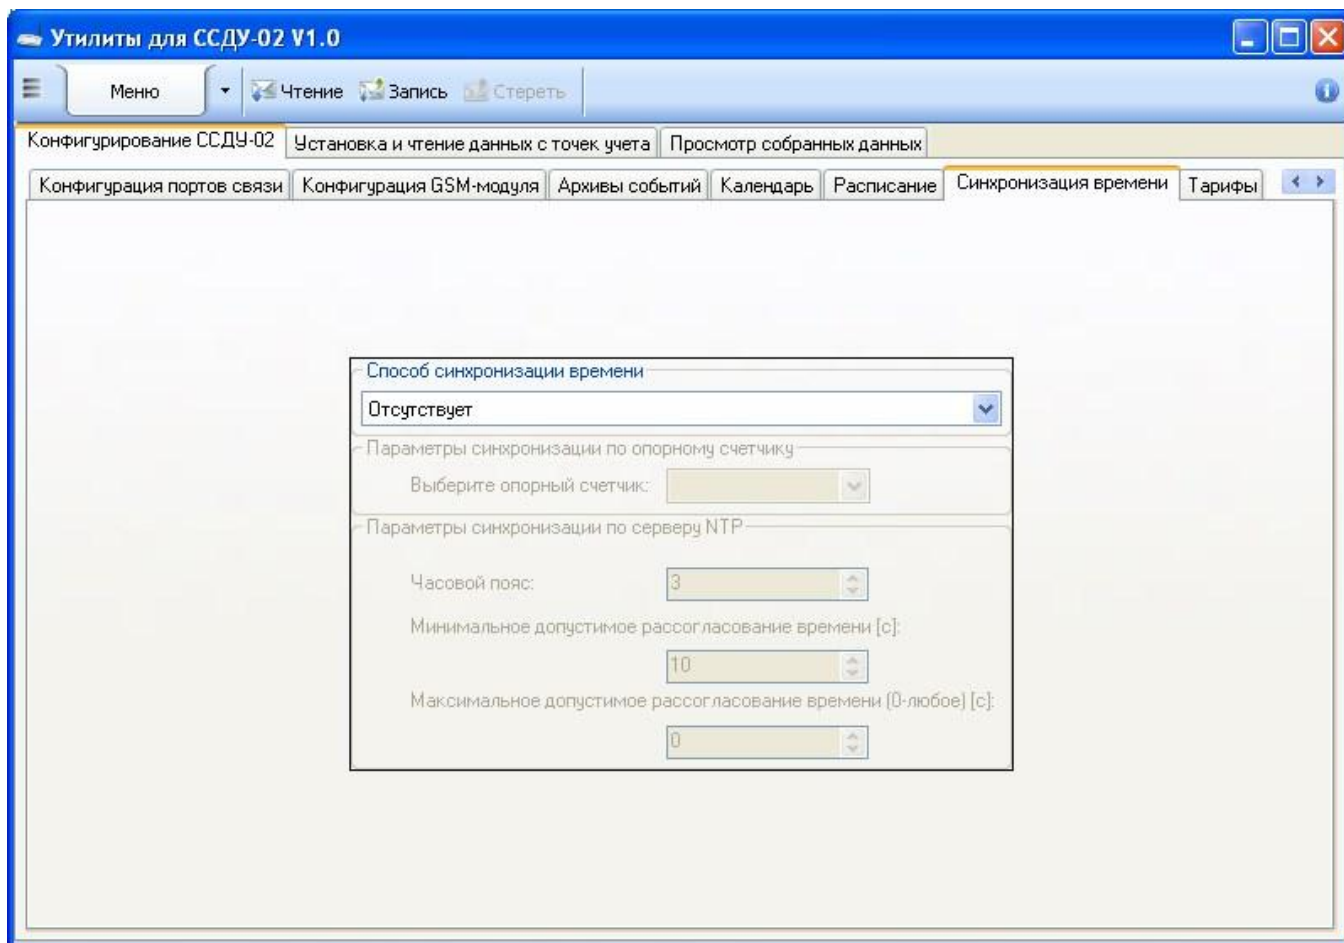 Утилиты для ССДУ-02 V1.0
Меню Чтение Запись Стереть
Конфигурирование ССДУ-02 Установка и чтение данных с точек учета Просмотр собранных данных
Конфигурация портов связи Конфигурация GSM-модуля Архивы событий Календарь Расписание Синхронизация времени Тарифы
Способ синхронизации времени
Отсутствует
Параметры синхронизации по опорному счетчику
Выберите опорный счетчик:
Параметры синхронизации по серверу NTP
Часовой пояс: 3
Минимальное допустимое рассогласование времени [с]:
10
Максимальное допустимое рассогласование времени (0-любое) [с]:
0